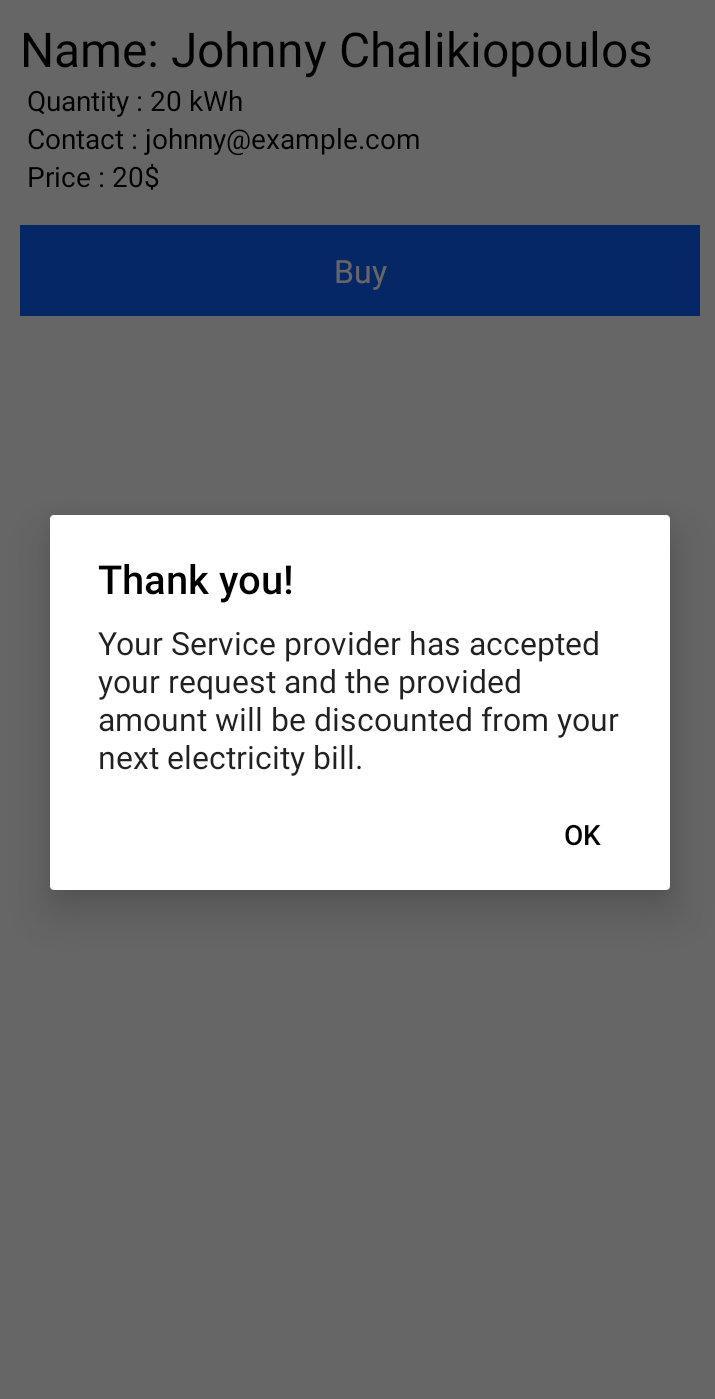 Name: Johnny Chalikiopoulos
Quantity : 20 kWh
Contact : johnny@example.com
Price : 20$
Buy
Thank you!
Your Service provider has accepted
your request and the provided
amount will be discounted from your
next electricity bill.
OK